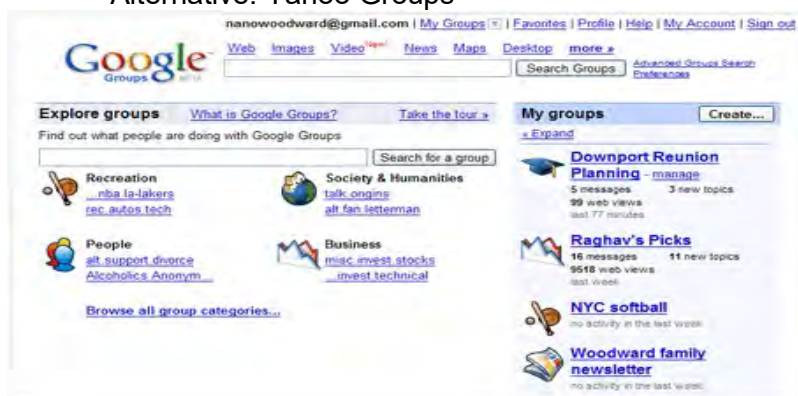 Alternative: Yahoo Groups
nanowoodward@gmail.com | My Groups | Favorites | Profile | Help | My Account | Sign out
Google
Groups BETA
Web Images Video New! News Maps Desktop more »
Search Groups
Advanced Groups Search
Preferences
Explore groups What is Google Groups? Take the tour »
Find out what people are doing with Google Groups
Search for a group
Recreation
...nba la-lakers
rec autos tech
Society & Humanities
talk origins
alt fan letterman
People
alt support divorce
Alcoholics Anonym...
Business
misc invest stocks
...invest technical
Browse all group categories...
My groups Create...
« Expand
Downport Reunion
Planning - manage
5 messages 3 new topics
99 web views
last 77 minutes
Raghav's Picks
16 messages 11 new topics
9518 web views
last week
NYC softball
no activity in the last week
Woodward family
newsletter
no activity in the last week